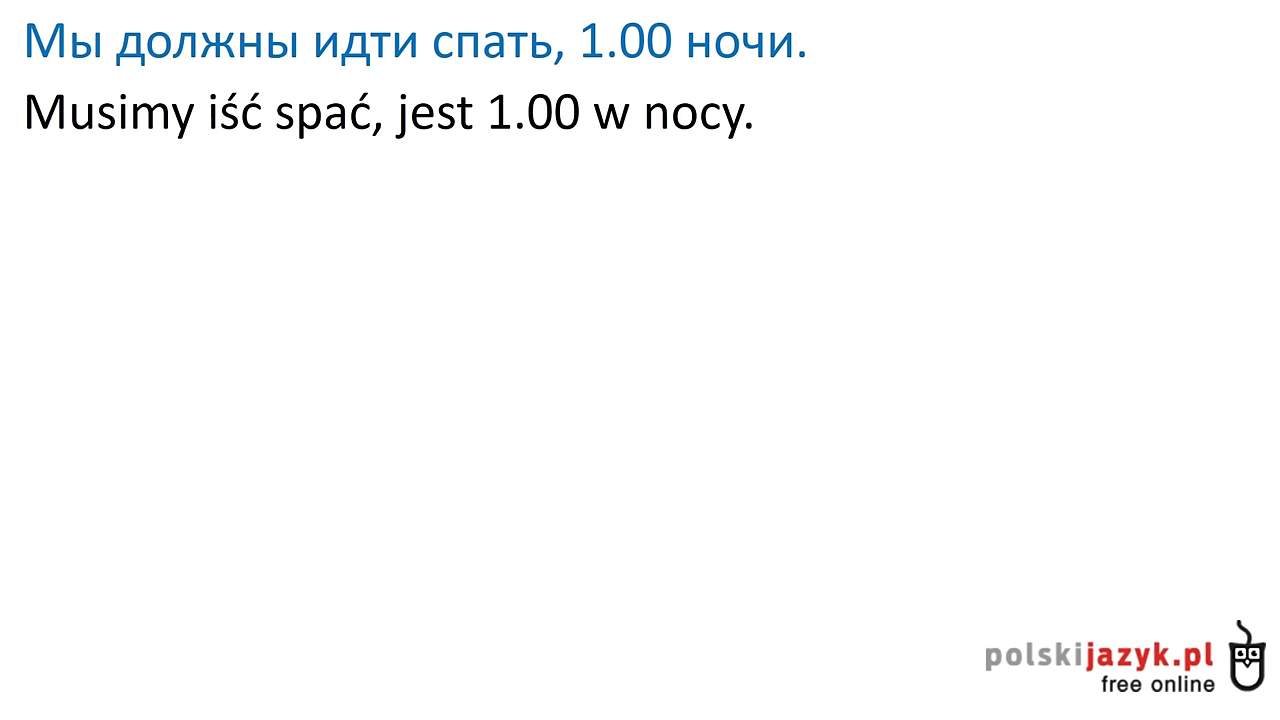 Мы должны идти спать, 1.00 ночи.
Musimy iść spać, jest 1.00 w nocy.
polskijazyk.pl
free online